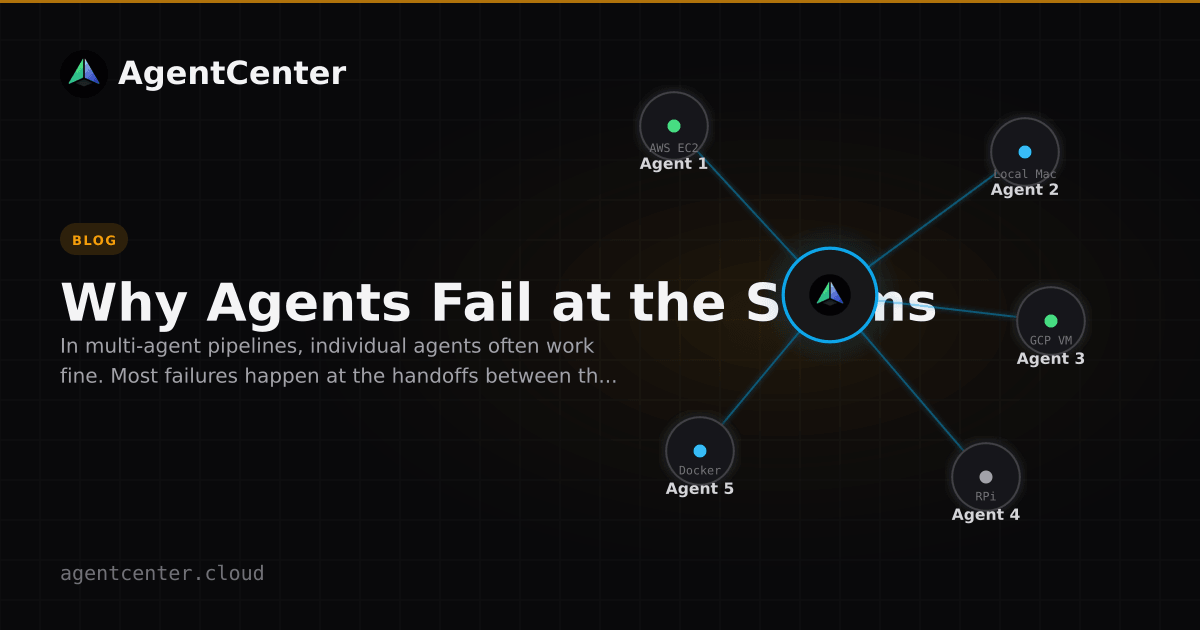 AgentCenter
BLOG
Why Agents Fail at the
In multi-agent pipelines, individual agents often work
fine. Most failures happen at the handoffs between th...
agentcenter.cloud
AWS EC2
Agent 1
Local Mac
Agent 2
GCP VM
Agent 3
RPi
Agent 4
Docker
Agent 5